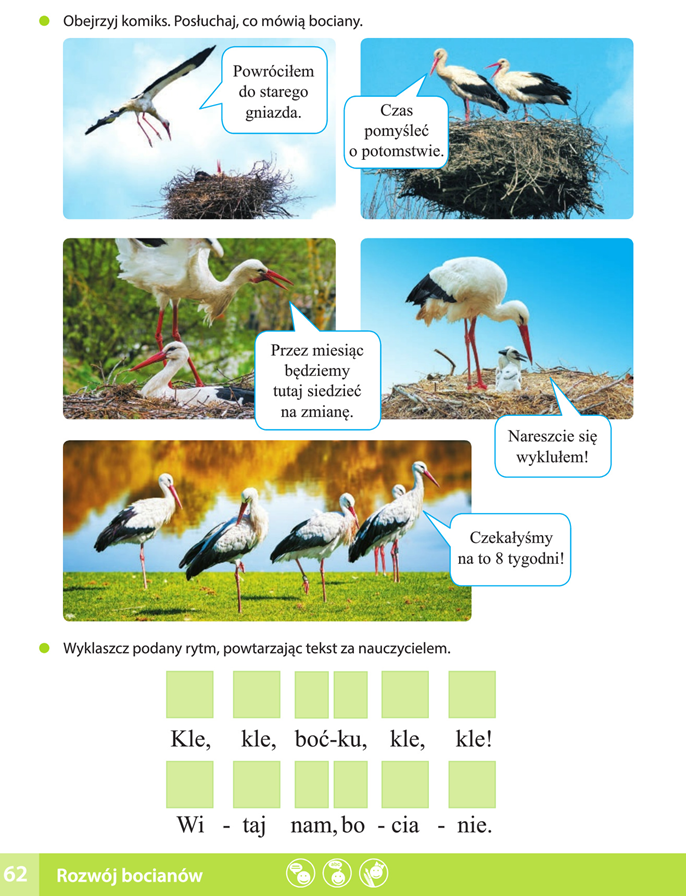 Obejrzyj komiks. Posłuchaj, co mówią bociany.
Powróciłem
do starego
gniazda.
Czas
pomyśleć
o potomstwie.
Przez miesiąc
będziemy
tutaj siedzieć
na zmianę.
Nareszcie się
wyklułem!
Czekałyśmy
na to 8 tygodni!
Wyklaszcz podany rytm, powtarzając tekst za nauczycielem.
Kle, kle, boć-ku, kle, kle!
Wi - taj nam, bo - cia - nie.
62 Rozwój bocianów